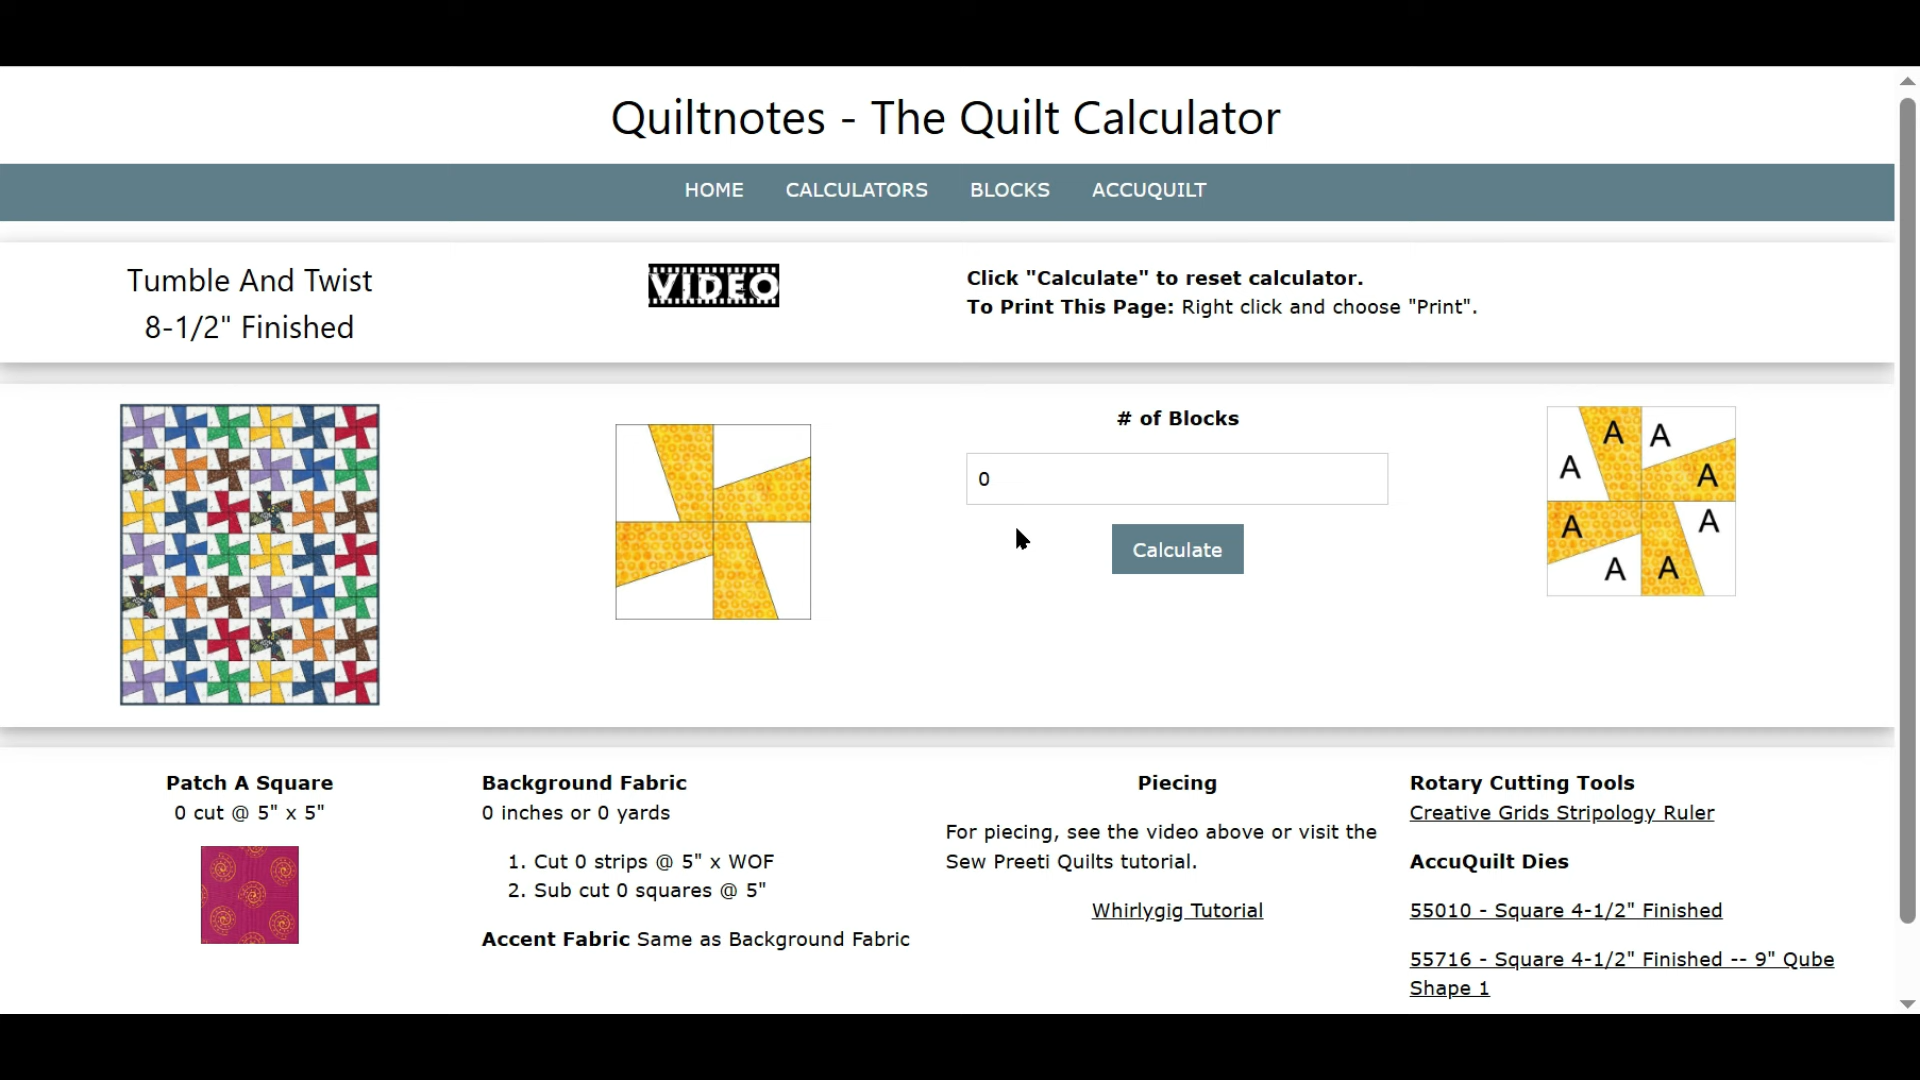 Quiltnotes - The Quilt Calculator
HOME CALCULATORS BLOCKS ACCUQUILT
Tumble And Twist
8-1/2" Finished
VIDEO
Click "Calculate" to reset calculator.
To Print This Page: Right click and choose "Print".
# of Blocks
0
Calculate
A
A
A
A
A
A
A
A
Patch A Square
0 cut @ 5" x 5"
Background Fabric
0 inches or 0 yards
1. Cut 0 strips @ 5" x WOF
2. Sub cut 0 squares @ 5"
Accent Fabric Same as Background Fabric
Piecing
For piecing, see the video above or visit the
Sew Preeti Quilts tutorial.
Whirlygig Tutorial
Rotary Cutting Tools
Creative Grids Stripology Ruler
AccuQuilt Dies
55010 - Square 4-1/2" Finished
55716 - Square 4-1/2" Finished -- 9" Qube
Shape 1